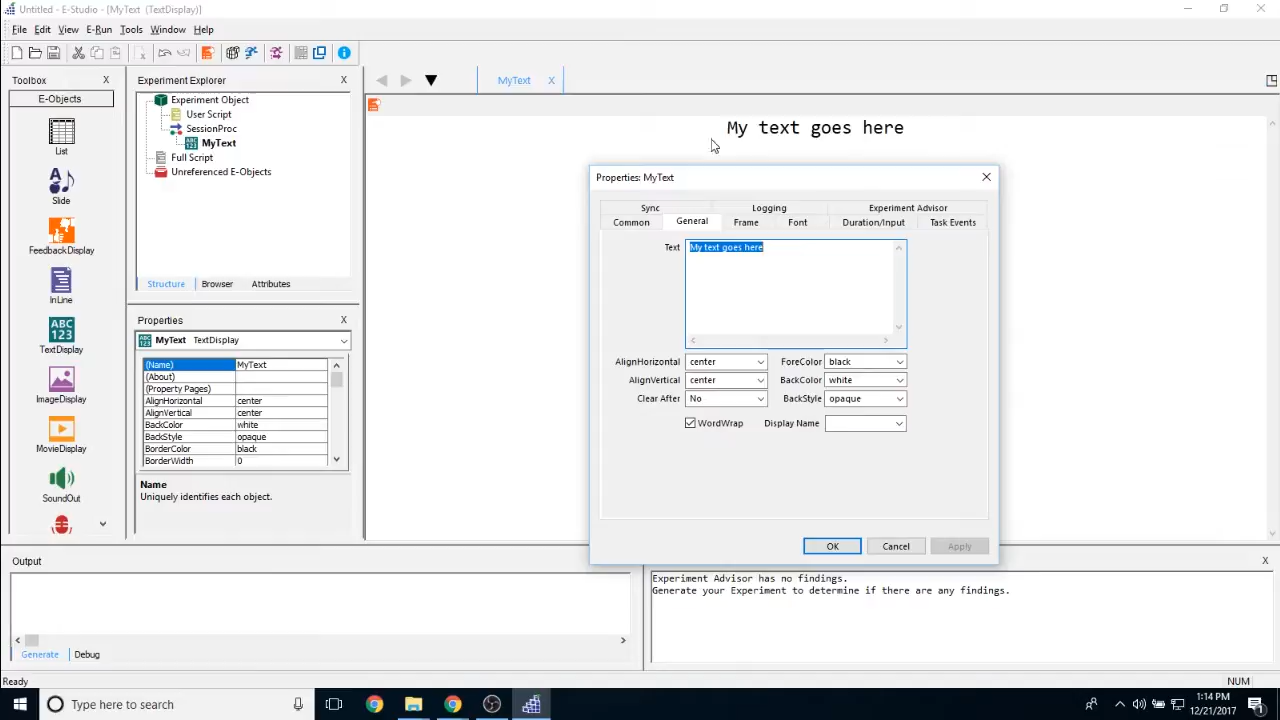 Untitled - E-Studio - [MyText (TextDisplay)]
File Edit View E-Run Tools Window Help
Toolbox X
E-Objects
List
Slide
FeedbackDisplay
InLine
ABC
123
TextDisplay
ImageDisplay
MovieDisplay
SoundOut
Experiment Explorer X
Experiment Object
User Script
SessionProc
MyText
Full Script
Unreferenced E-Objects
Structure Browser Attributes
Properties X
MyText TextDisplay
(Name) MyText
(About)
(Property Pages)
AlignHorizontal center
AlignVertical center
BackColor white
BackStyle opaque
BorderColor black
BorderWidth 0
Name
Uniquely identifies each object.
MyText X
My text goes here
Properties: MyText
Sync Logging Experiment Advisor
Common General Frame Font Duration/Input Task Events
Text My text goes here
AlignHorizontal center ForeColor black
AlignVertical center BackColor white
Clear After No BackStyle opaque
WordWrap Display Name
OK Cancel Apply
Output
Generate Debug
X
Experiment Advisor has no findings.
Generate your Experiment to determine if there are any findings.
Ready NUM
Type here to search
1:14 PM
12/21/2017